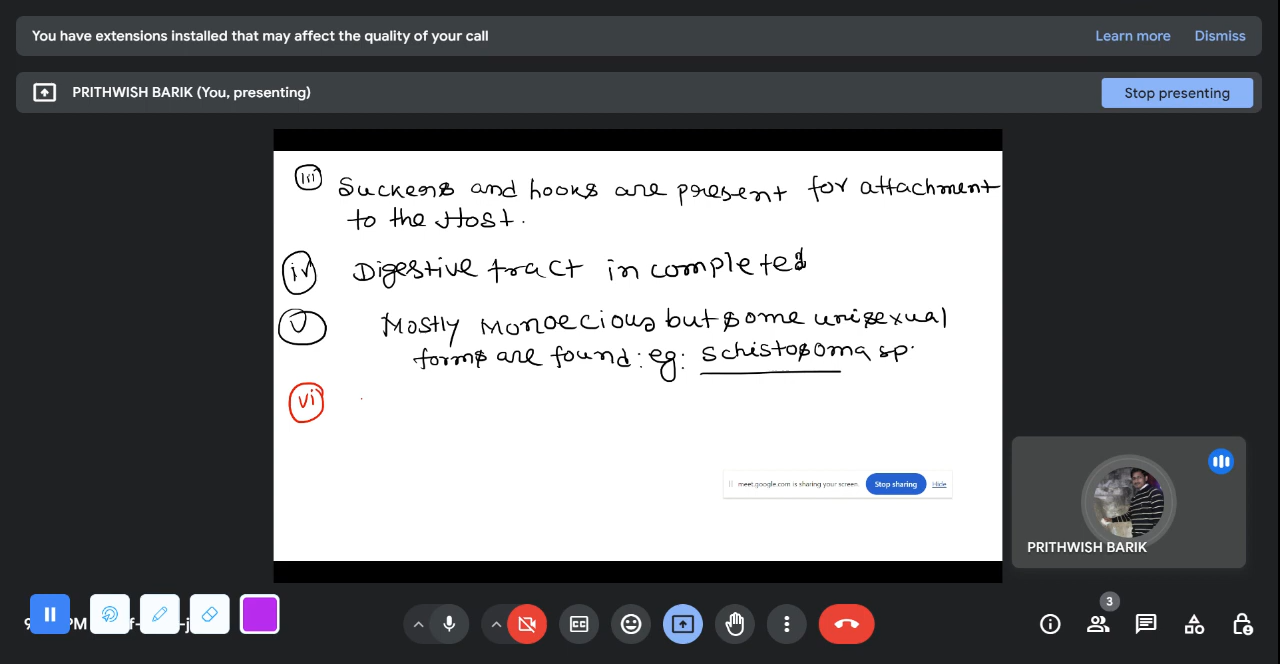 You have extensions installed that may affect the quality of your call
Learn more
Dismiss
PRITHWISH BARIK (You, presenting)
Stop presenting
iii Suckers and hooks are present for attachment
to the Host.
iv Digestive tract incompleted
v Mostly Monoecious but some unisexual
forms are found: eg: Schistosoma sp.
vi
meet.google.com is sharing your screen.
Stop sharing
Hide
PRITHWISH BARIK
3
PM
CC